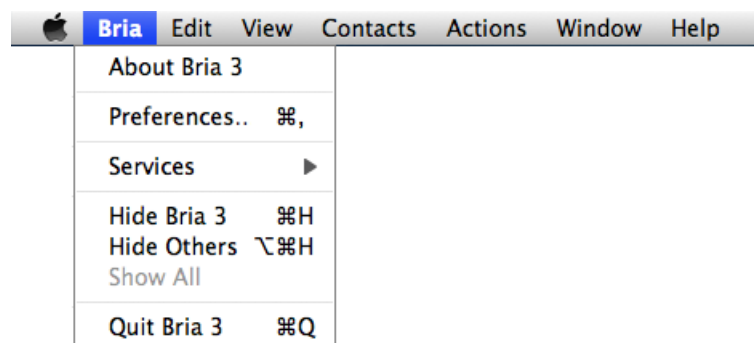 Bria Edit View Contacts Actions Window Help
About Bria 3
Preferences.. ⌘,
Services ▶
Hide Bria 3 ⌘H
Hide Others ⌥⌘H
Show All
Quit Bria 3 ⌘Q